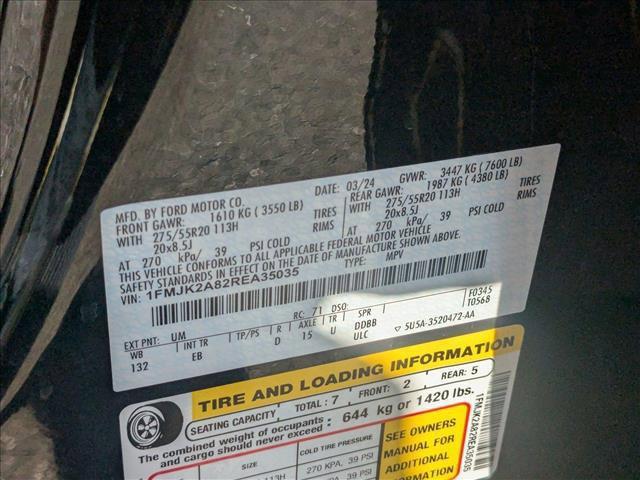 MFD. BY FORD MOTOR CO.
DATE: 03/24 GVWR: 3447 KG ( 7600 LB)
FRONT GAWR: 1610 KG ( 3550 LB)
REAR GAWR: 1987 KG ( 4380 LB)
WITH 275/55R20 113H TIRES
WITH 275/55R20 113H TIRES
20x8.5J RIMS
20x8.5J RIMS
AT 270 kPa/ 39 PSI COLD
AT 270 kPa/ 39 PSI COLD
THIS VEHICLE CONFORMS TO ALL APPLICABLE FEDERAL MOTOR VEHICLE
SAFETY STANDARDS IN EFFECT ON THE DATE OF MANUFACTURE SHOWN ABOVE.
VIN: 1FMJK2A82REA35035 TYPE: MPV
F0345
T0568
EXT PNT: UM RC: 71 DSO:
WB INT TR TP/PS R AXLE TR SPR
132 EB D 15 U DDBB
ULC 5U5A-3520472-AA
TIRE AND LOADING INFORMATION
SEATING CAPACITY TOTAL: 7 FRONT: 2 REAR: 5
The combined weight of occupants
and cargo should never exceed: 644 kg or 1420 lbs.
SIZE COLD TIRE PRESSURE
113H 270 KPA, 39 PSI
SEE OWNERS
MANUAL FOR
ADDITIONAL
1FMJK2A82REA35035